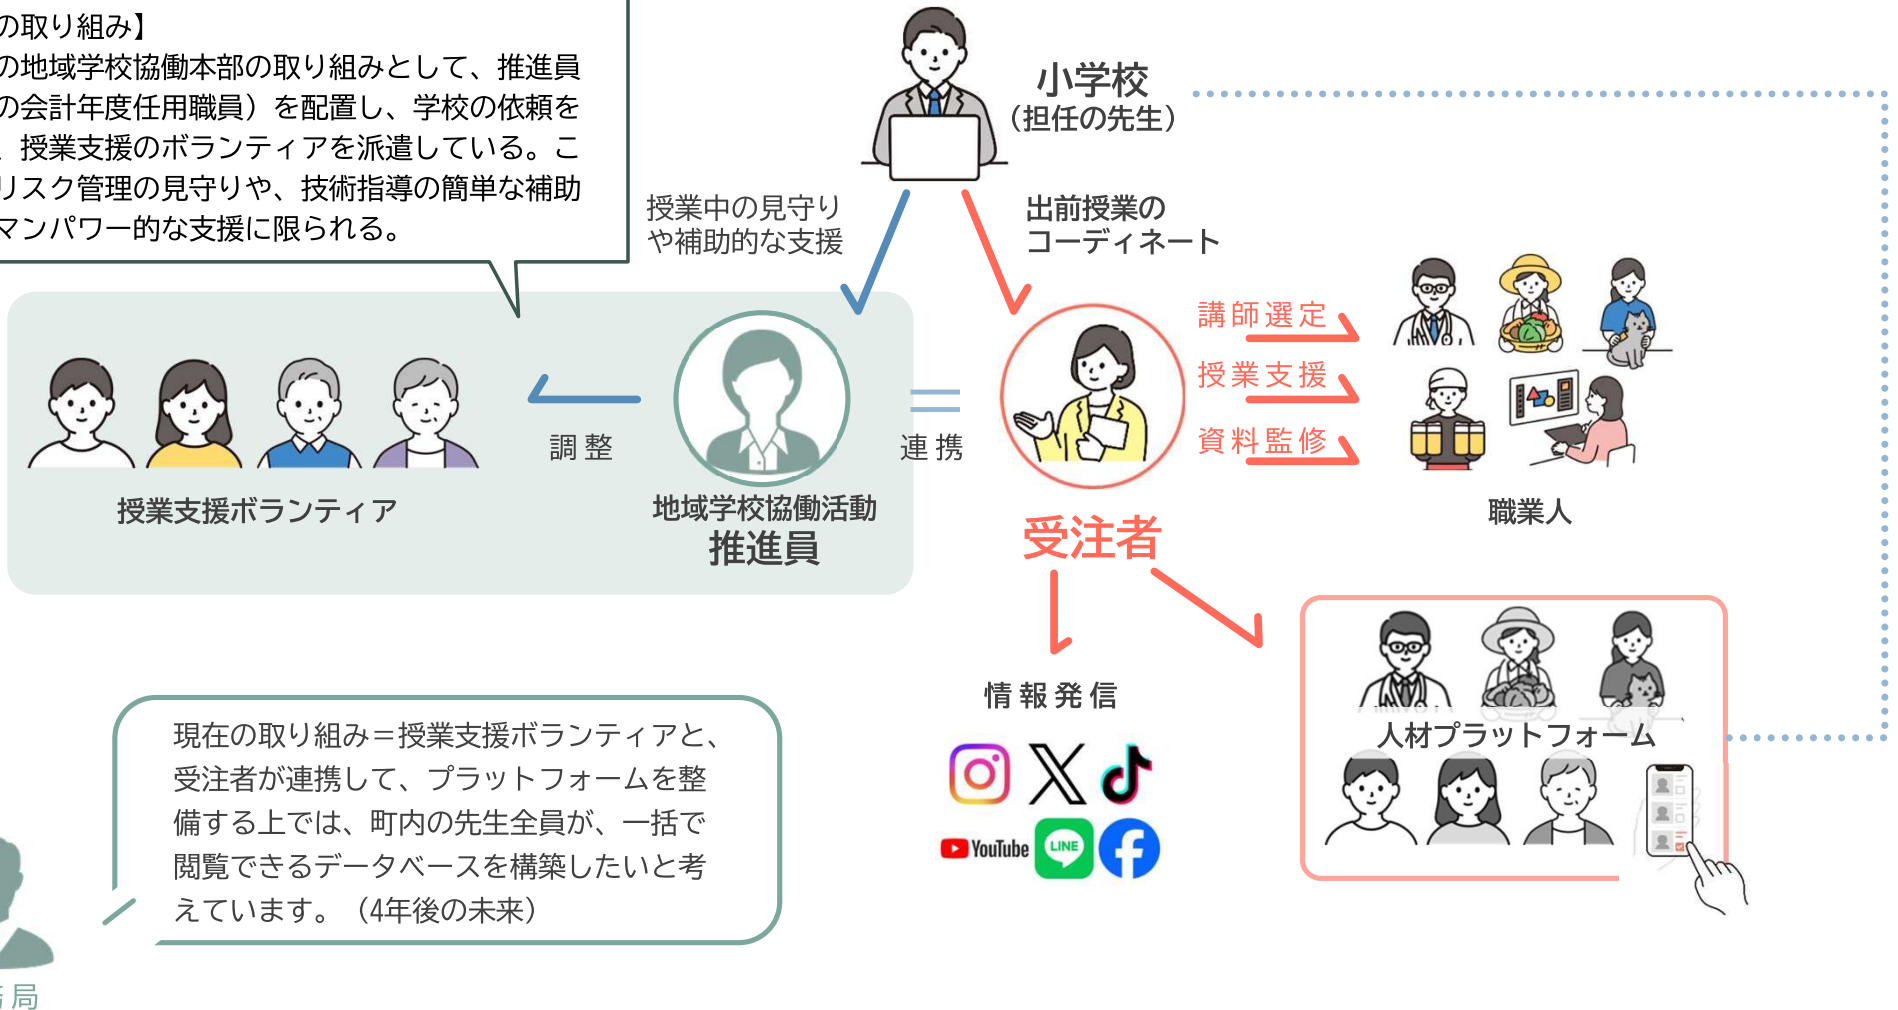 の取り組み】
の地域学校協働本部の取り組みとして、推進員
の会計年度任用職員）を配置し、学校の依頼を
、授業支援のボランティアを派遣している。こ
リスク管理の見守りや、技術指導の簡単な補助
マンパワー的な支援に限られる。
小学校
（担任の先生）
授業中の見守り
や補助的な支援
出前授業の
コーディネート
講師選定
授業支援
資料監修
調整
連携
授業支援ボランティア
地域学校協働活動
推進員
受注者
職業人
情報発信
YouTube
LINE
人材プラットフォーム
現在の取り組み＝授業支援ボランティアと、
受注者が連携して、プラットフォームを整
備する上では、町内の先生全員が、一括で
閲覧できるデータベースを構築したいと考
えています。（4年後の未来）
局